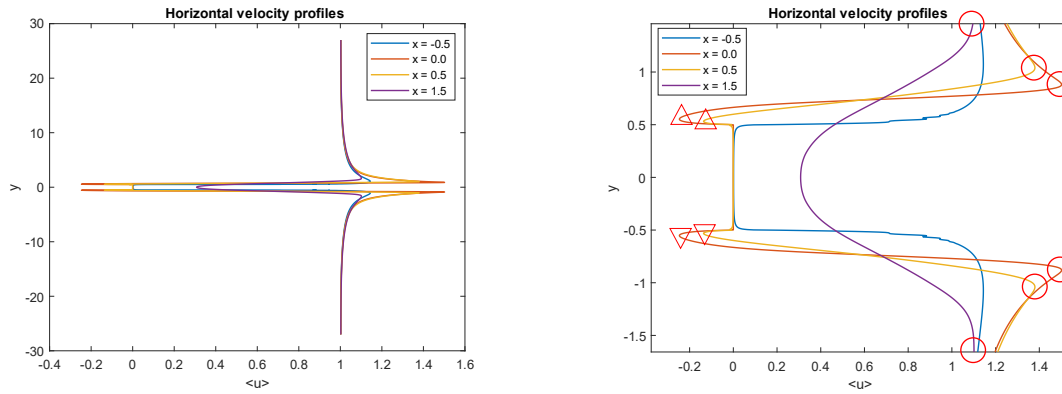 Horizontal velocity profiles
30
20
10
0
-10
-20
-30
y
x = -0.5
x = 0.0
x = 0.5
x = 1.5
-0.4 -0.2 0 0.2 0.4 0.6 0.8 1 1.2 1.4 1.6
<u>
Horizontal velocity profiles
1
0.5
0
-0.5
-1
-1.5
y
x = -0.5
x = 0.0
x = 0.5
x = 1.5
-0.2 0 0.2 0.4 0.6 0.8 1 1.2 1.4
<u>